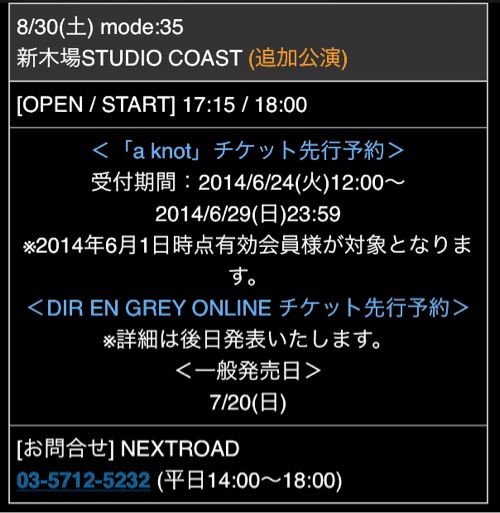 8/30(土) mode:35
新木場STUDIO COAST (追加公演)
[OPEN / START] 17:15 / 18:00
＜「a knot」チケット先行予約＞
受付期間：2014/6/24(火)12:00～
2014/6/29(日)23:59
※2014年6月1日時点有効会員様が対象となりま
す。
＜DIR EN GREY ONLINE チケット先行予約＞
※詳細は後日発表いたします。
＜一般発売日＞
7/20(日)
[お問合せ] NEXTROAD
03-5712-5232 (平日14:00～18:00)